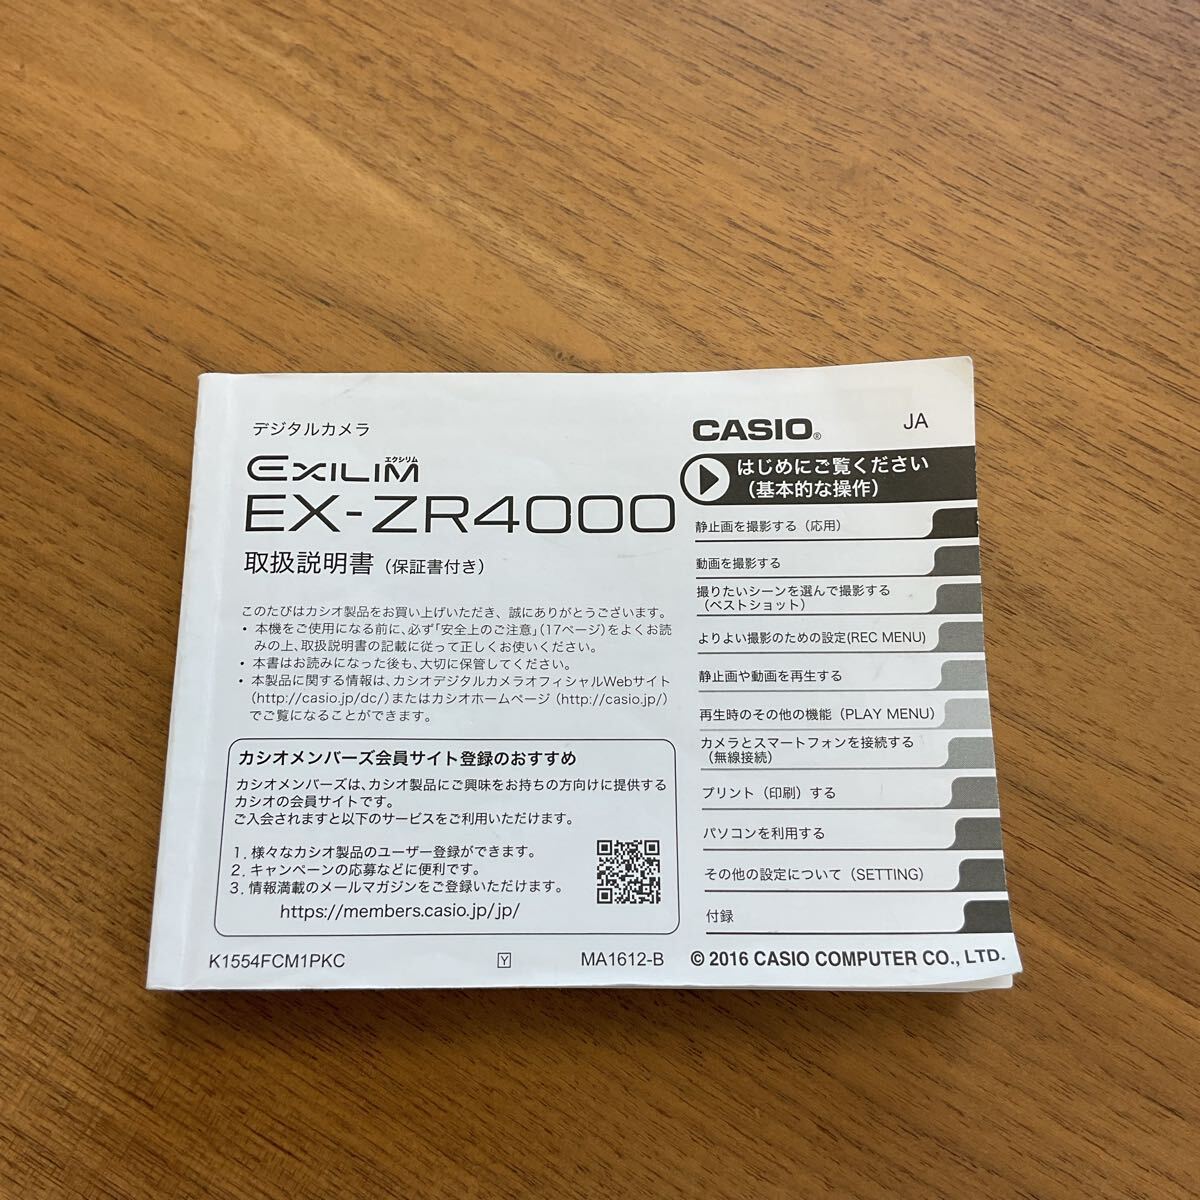 デジタルカメラ
エクシリム
EXILIM
EX-ZR4000
取扱説明書（保証書付き）
このたびはカシオ製品をお買い上げいただき、誠にありがとうございます。
• 本機をご使用になる前に、必ず「安全上のご注意」（17ページ）をよくお読
みの上、取扱説明書の記載に従って正しくお使いください。
• 本書はお読みになった後も、大切に保管してください。
• 本製品に関する情報は、カシオデジタルカメラオフィシャルWebサイト
（http://casio.jp/dc/）またはカシオホームページ（http://casio.jp/）
でご覧になることができます。
カシオメンバーズ会員サイト登録のおすすめ
カシオメンバーズは、カシオ製品にご興味をお持ちの方向けに提供する
カシオの会員サイトです。
ご入会されますと以下のサービスをご利用いただけます。
1. 様々なカシオ製品のユーザー登録ができます。
2. キャンペーンの応募などに便利です。
3. 情報満載のメールマガジンをご登録いただけます。
https://members.casio.jp/jp/
K1554FCM1PKC
Y
MA1612-B
CASIO®
JA
はじめにご覧ください
（基本的な操作）
静止画を撮影する（応用）
動画を撮影する
撮りたいシーンを選んで撮影する
（ベストショット）
よりよい撮影のための設定(REC MENU)
静止画や動画を再生する
再生時のその他の機能（PLAY MENU）
カメラとスマートフォンを接続する
（無線接続）
プリント（印刷）する
パソコンを利用する
その他の設定について（SETTING）
付録
© 2016 CASIO COMPUTER CO., LTD.